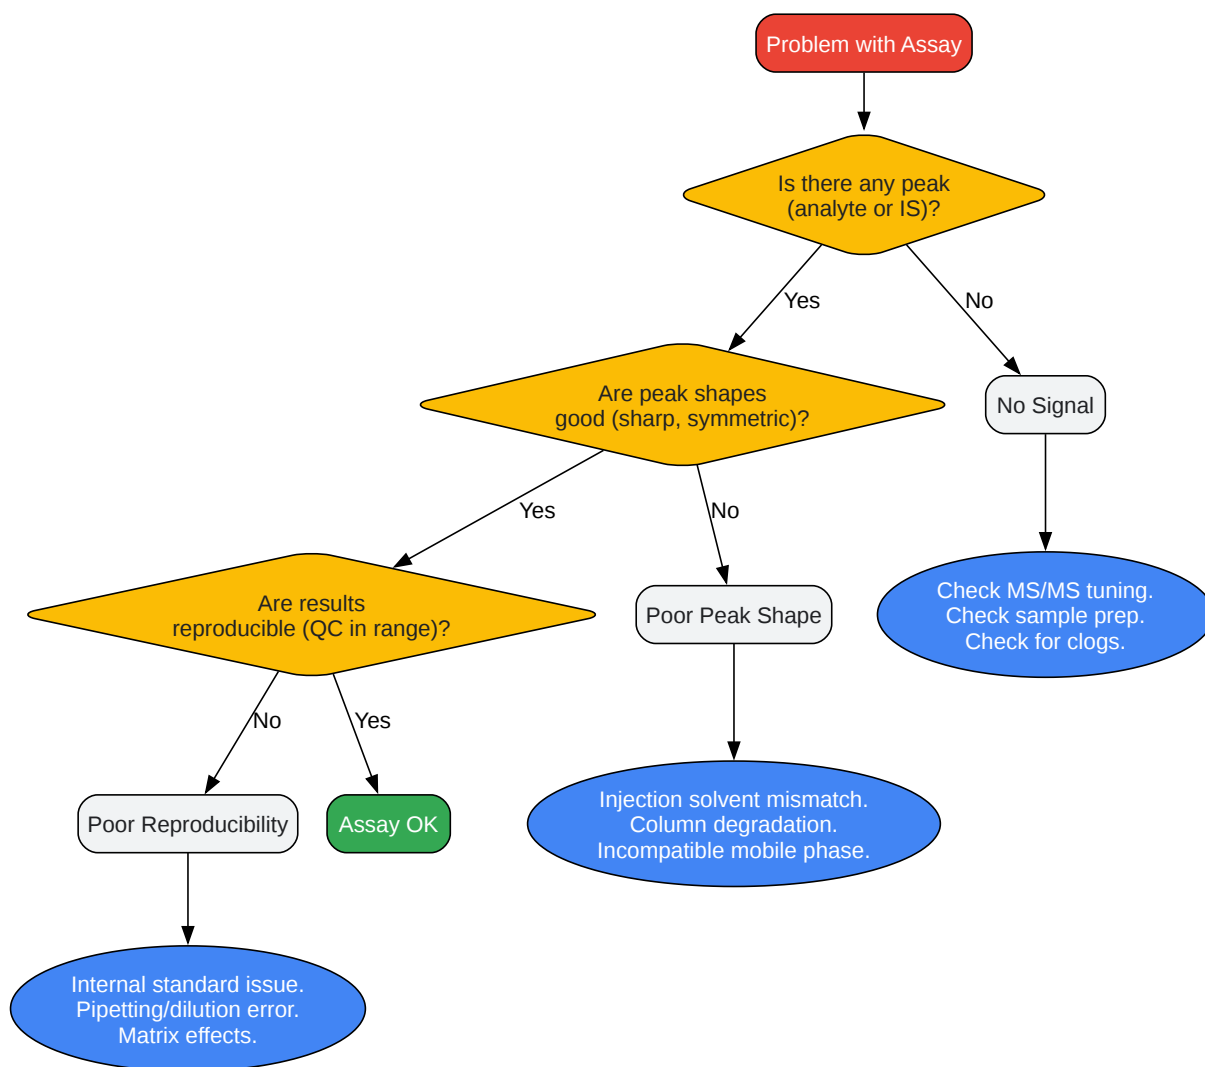 Problem with Assay
Is there any peak
(analyte or IS)?
Yes
No
Are peak shapes
good (sharp, symmetric)?
No Signal
Yes
No
Check MS/MS tuning.
Check sample prep.
Check for clogs.
Are results
reproducible (QC in range)?
Poor Peak Shape
No
Yes
Injection solvent mismatch.
Column degradation.
Incompatible mobile phase.
Poor Reproducibility
Assay OK
Internal standard issue.
Pipetting/dilution error.
Matrix effects.